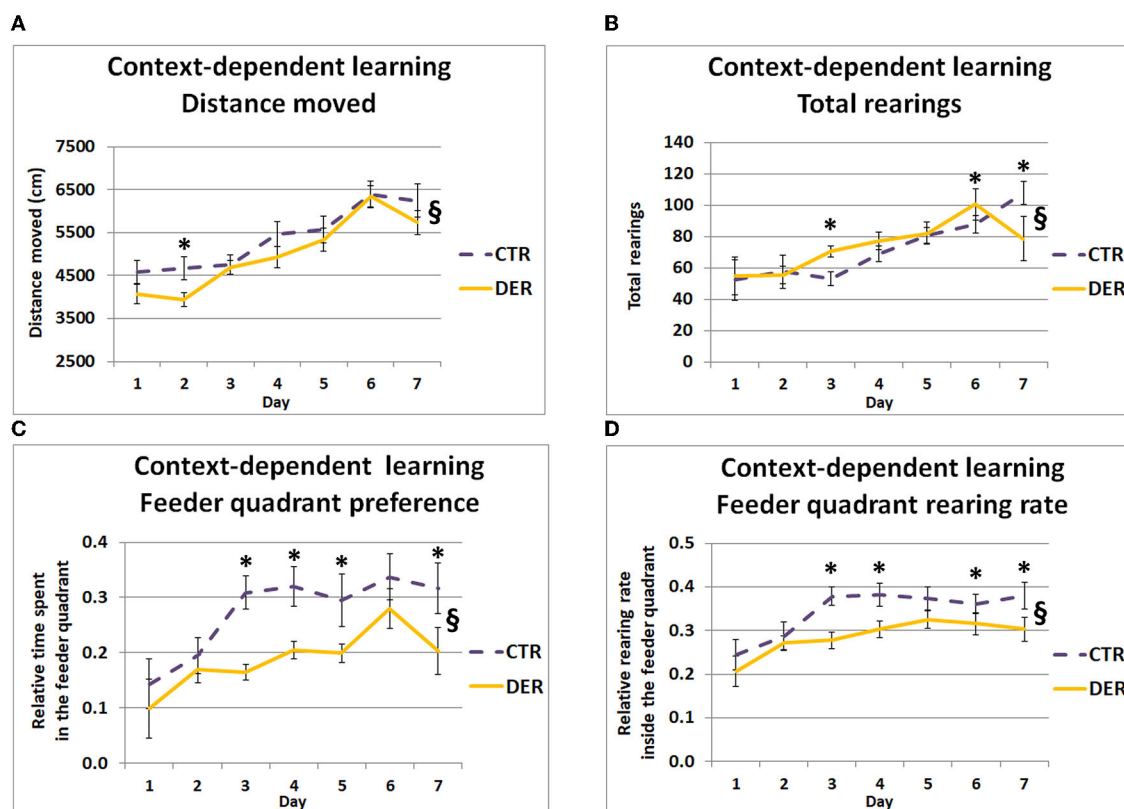 A
Context-dependent learning
Distance moved
Distance moved (cm)
7500
6500
5500
4500
3500
2500
*
§
CTR
DER
1 2 3 4 5 6 7
Day
B
Context-dependent learning
Total rearings
Total rearings
140
120
100
80
60
40
20
0
* * *
§
CTR
DER
1 2 3 4 5 6 7
Day
C
Context-dependent learning
Feeder quadrant preference
Relative time spent
in the feeder quadrant
0.4
0.3
0.2
0.1
0.0
* * * *
§
CTR
DER
1 2 3 4 5 6 7
Day
D
Context-dependent learning
Feeder quadrant rearing rate
Relative rearing rate
inside the feeder quadrant
0.5
0.4
0.3
0.2
0.1
0.0
* * * *
§
CTR
DER
1 2 3 4 5 6 7
Day